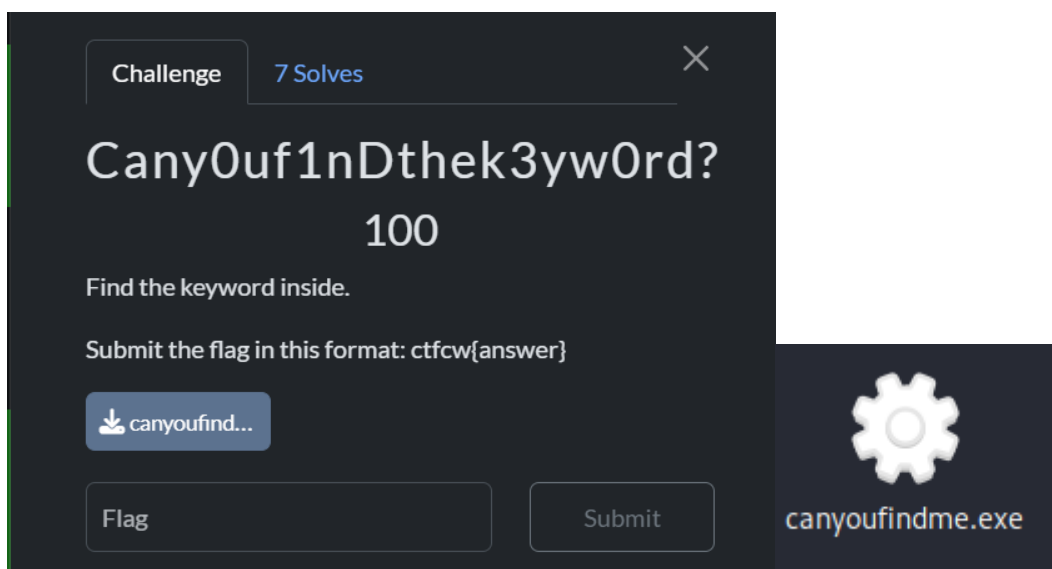 Challenge
7 Solves
Cany0uf1nDthek3yw0rd?
100
Find the keyword inside.
Submit the flag in this format: ctfcw{answer}
canyoufind...
Flag
Submit
canyoufindme.exe